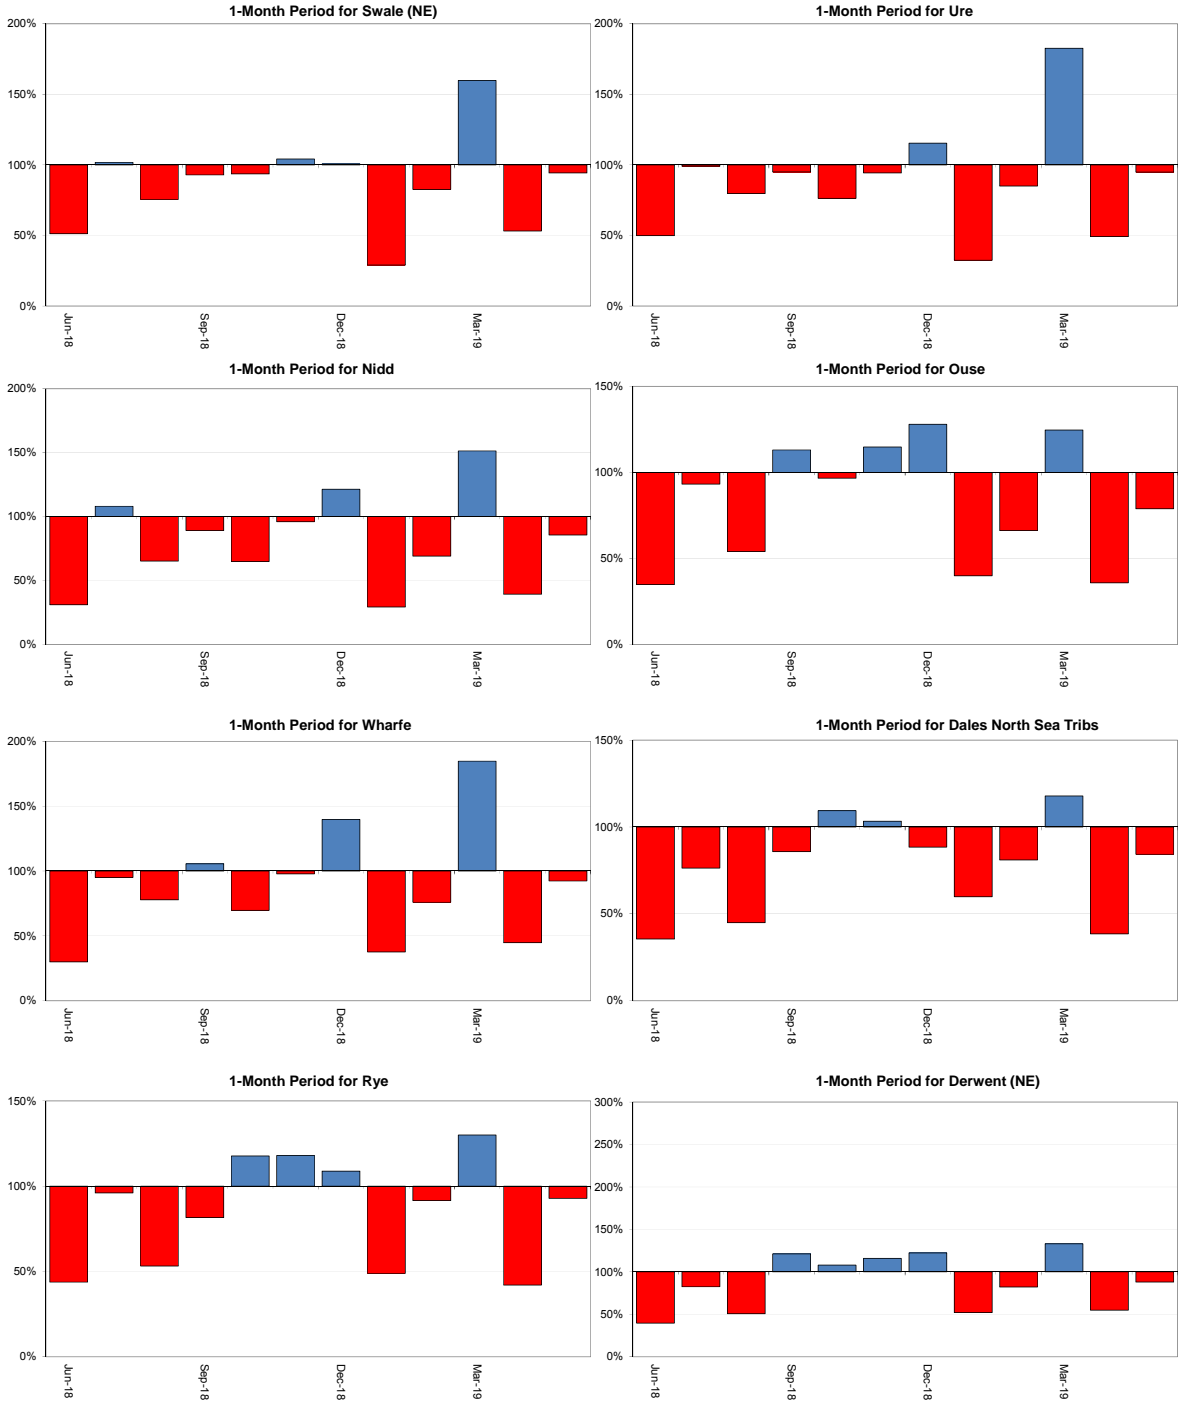 1-Month Period for Swale (NE)
200%
150%
100%
50%
0%
Jun-18
Sep-18
Dec-18
Mar-19
1-Month Period for Ure
200%
150%
100%
50%
0%
Jun-18
Sep-18
Dec-18
Mar-19
1-Month Period for Nidd
200%
150%
100%
50%
0%
Jun-18
Sep-18
Dec-18
Mar-19
1-Month Period for Ouse
150%
100%
50%
0%
Jun-18
Sep-18
Dec-18
Mar-19
1-Month Period for Wharfe
200%
150%
100%
50%
0%
Jun-18
Sep-18
Dec-18
Mar-19
1-Month Period for Dales North Sea Tribs
150%
100%
50%
0%
Jun-18
Sep-18
Dec-18
Mar-19
1-Month Period for Rye
150%
100%
50%
0%
Jun-18
Sep-18
Dec-18
Mar-19
1-Month Period for Derwent (NE)
300%
250%
200%
150%
100%
50%
0%
Jun-18
Sep-18
Dec-18
Mar-19